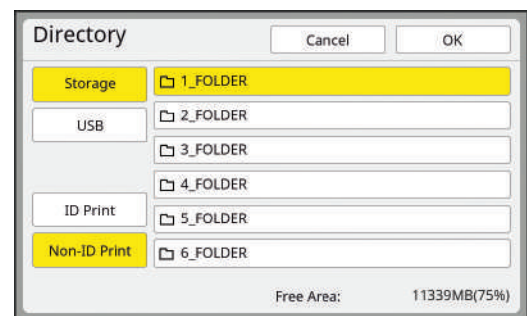 Directory
Cancel
OK
Storage
USB
ID Print
Non-ID Print
1_FOLDER
2_FOLDER
3_FOLDER
4_FOLDER
5_FOLDER
6_FOLDER
Free Area: 11339MB(75%)